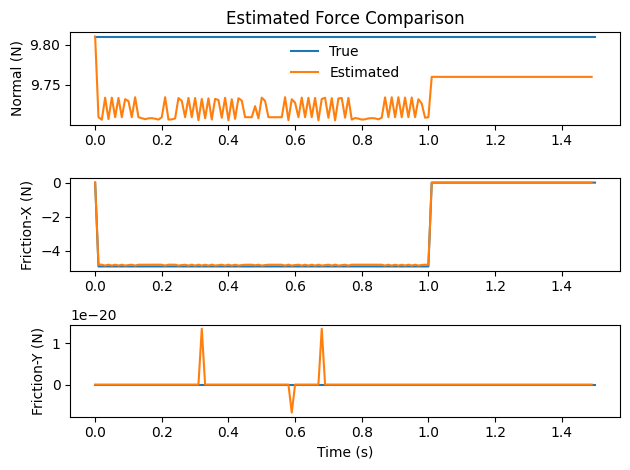 Estimated Force Comparison
Normal (N)
9.80
9.75
True
Estimated
0.0 0.2 0.4 0.6 0.8 1.0 1.2 1.4
Friction-X (N)
0
−2
−4
0.0 0.2 0.4 0.6 0.8 1.0 1.2 1.4
1e−20
Friction-Y (N)
1
0
0.0 0.2 0.4 0.6 0.8 1.0 1.2 1.4
Time (s)